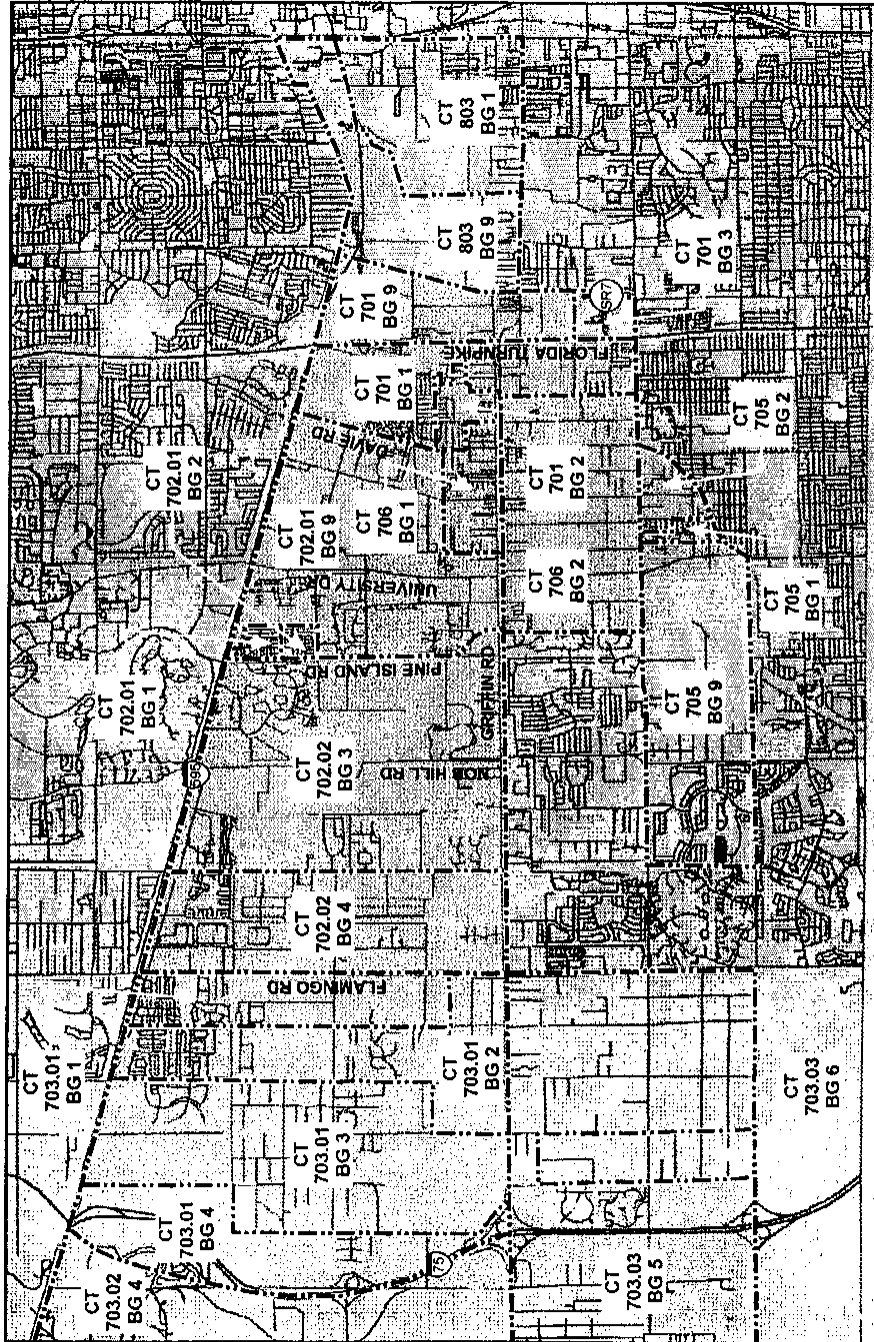 CT
703.01
BG 1
CT
703.02
BG 4
CT
702.01
BG 1
CT
702.01
BG 2
595
CT
703.01
BG 4
CT
703.01
BG 3
CT
702.02
BG 4
CT
702.02
BG 3
CT
702.01
BG 9
CT
706
BG 1
CT
701
BG 1
CT
701
BG 9
FLAMINGO RD
NOB HILL RD
PINE ISLAND RD
UNIVERSITY DR
DAVIE RD
FLORIDA TURNPIKE
75
CT
703.01
BG 2
GRIFFIN RD
CT
803
BG 9
CT
803
BG 1
CT
706
BG 2
CT
701
BG 2
SR7
CT
703.03
BG 5
CT
705
BG 9
CT
701
BG 3
CT
703.03
BG 6
CT
705
BG 1
CT
705
BG 2